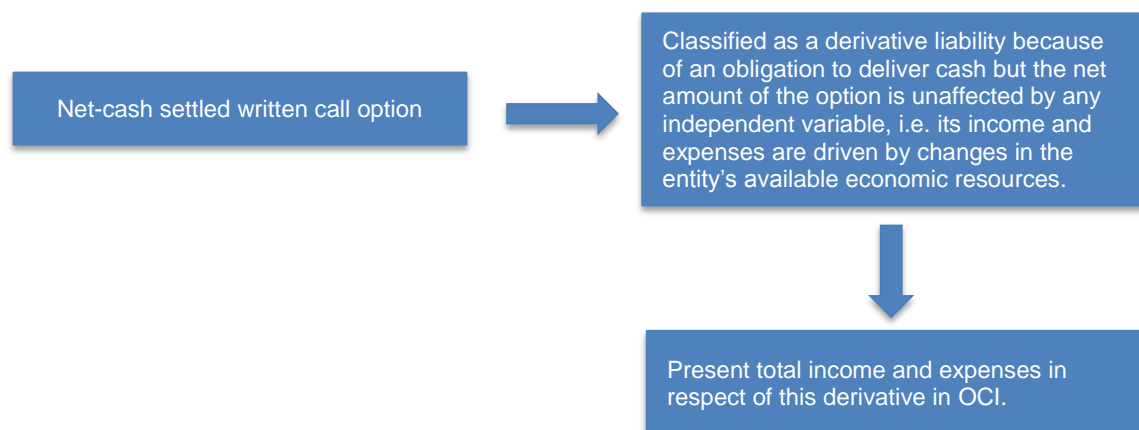 Net-cash settled written call option
Classified as a derivative liability because
of an obligation to deliver cash but the net
amount of the option is unaffected by any
independent variable, i.e. its income and
expenses are driven by changes in the
entity’s available economic resources.
Present total income and expenses in
respect of this derivative in OCI.